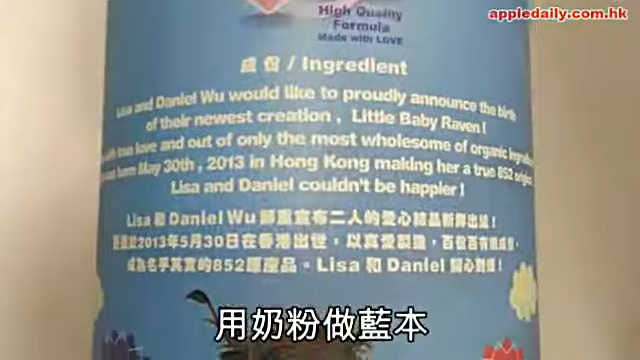 appledaily.com.hk
High Quality
Formula
Made with LOVE
成份 / Ingredient
Lisa and Daniel Wu would like to proudly announce the birth
of their newest creation, Little Baby Raven!
with true love and out of only the most wholesome of organic
born May 30th, 2013 in Hong Kong making her a true 852
Lisa and Daniel couldn't be happier!
Lisa 和 Daniel Wu 宣布二人的愛心結晶新鮮出爐!
2013年5月30日在香港出世，以真愛製造，
成為名乎其實的852原產品。Lisa 和 Daniel 開心到爆!
用奶粉做藍本